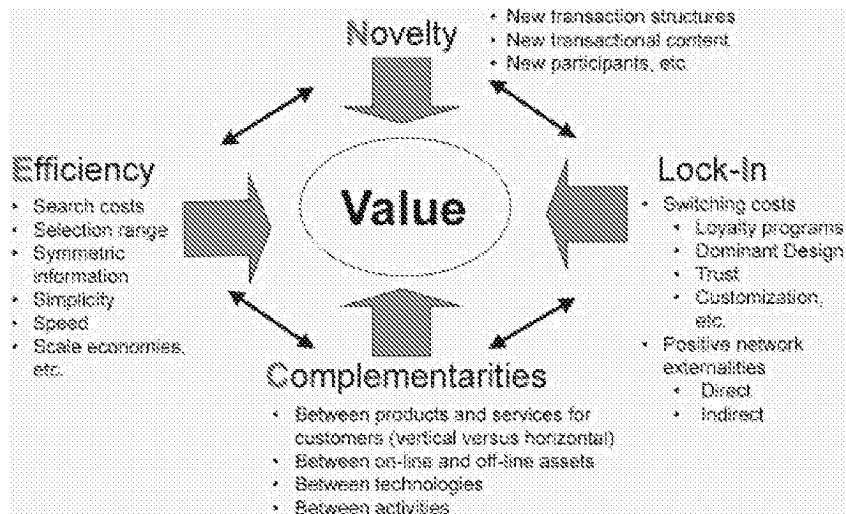 Novelty
• New transaction structures
• New transactional content
• New participants, etc.
Efficiency
• Search costs
• Selection range
• Symmetric
information
• Simplicity
• Speed
• Scale economies,
etc.
Value
Lock-In
• Switching costs
• Loyalty programs
• Dominant Design
• Trust
• Customization,
etc.
• Positive network
externalities
• Direct
• Indirect
Complementarities
• Between products and services for
customers (vertical versus horizontal)
• Between on-line and off-line assets
• Between technologies
• Between activities